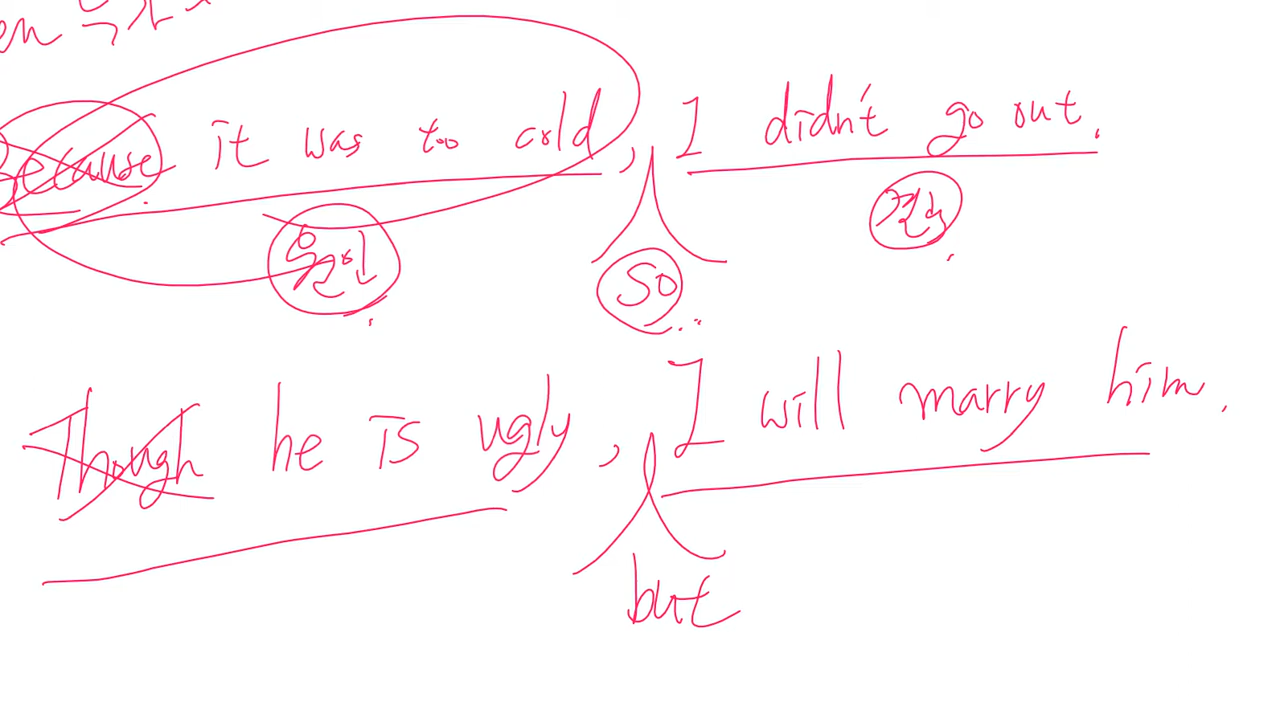 Because it was too cold, I didn't go out.
원인 so 결과
Though he is ugly, I will marry him.
but